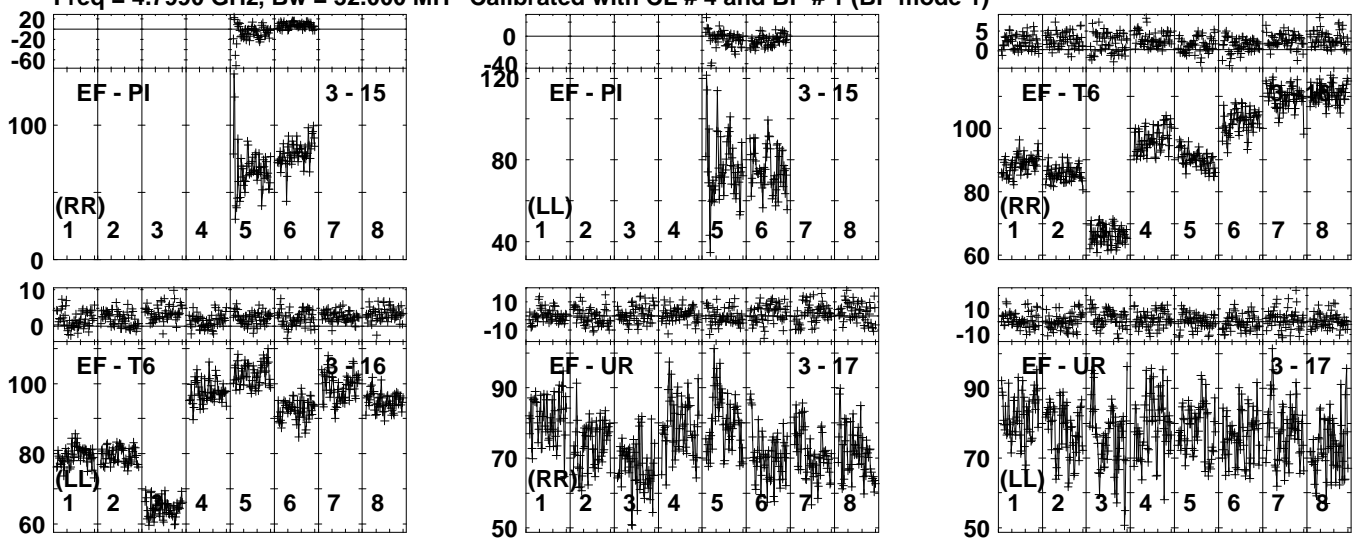 Freq = GHz, Bw = MH Calibrated with CL # 4 and BP # 1 (BP mode 1)
20
-20
-60
EF - PI 3 - 15
100
(RR)
1 2 3 4 5 6 7 8
0
0
-40
120
EF - PI 3 - 15
80
(LL)
1 2 3 4 5 6 7 8
40
5
0
EF - T6
100
80
(RR)
1 2 4 5 6 7 8
60
10
0
EF - T6 3 - 16
100
80
(LL)
1 2 4 5 6 7 8
60
10
-10
EF - UR 3 - 17
90
70
(RR)
1 2 3 4 5 6 7 8
50
10
-10
EF - UR 3 - 17
90
70
(LL)
1 2 3 4 5 6 7 8
50